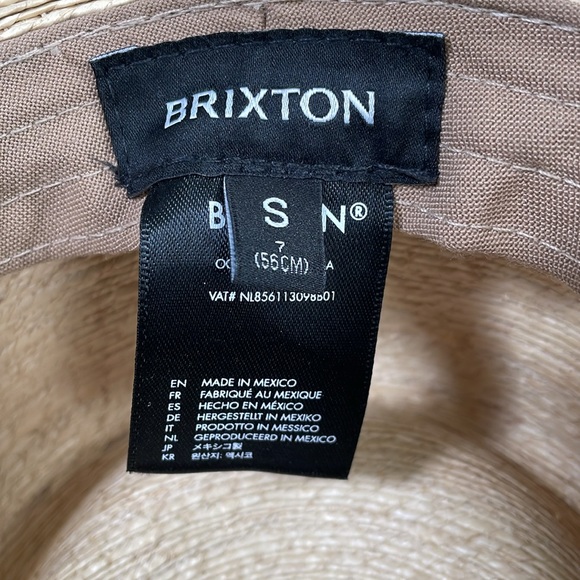 BRIXTON
S
7
(56CM)
B N®
OC A
VAT# NL856113098B01
EN MADE IN MEXICO
FR FABRIQUÉ AU MEXIQUE
ES HECHO EN MÉXICO
DE HERGESTELLT IN MEXIKO
IT PRODOTTO IN MESSICO
NL GEPRODUCEERD IN MEXICO
JP メキシコ製
KR 원산지: 멕시코